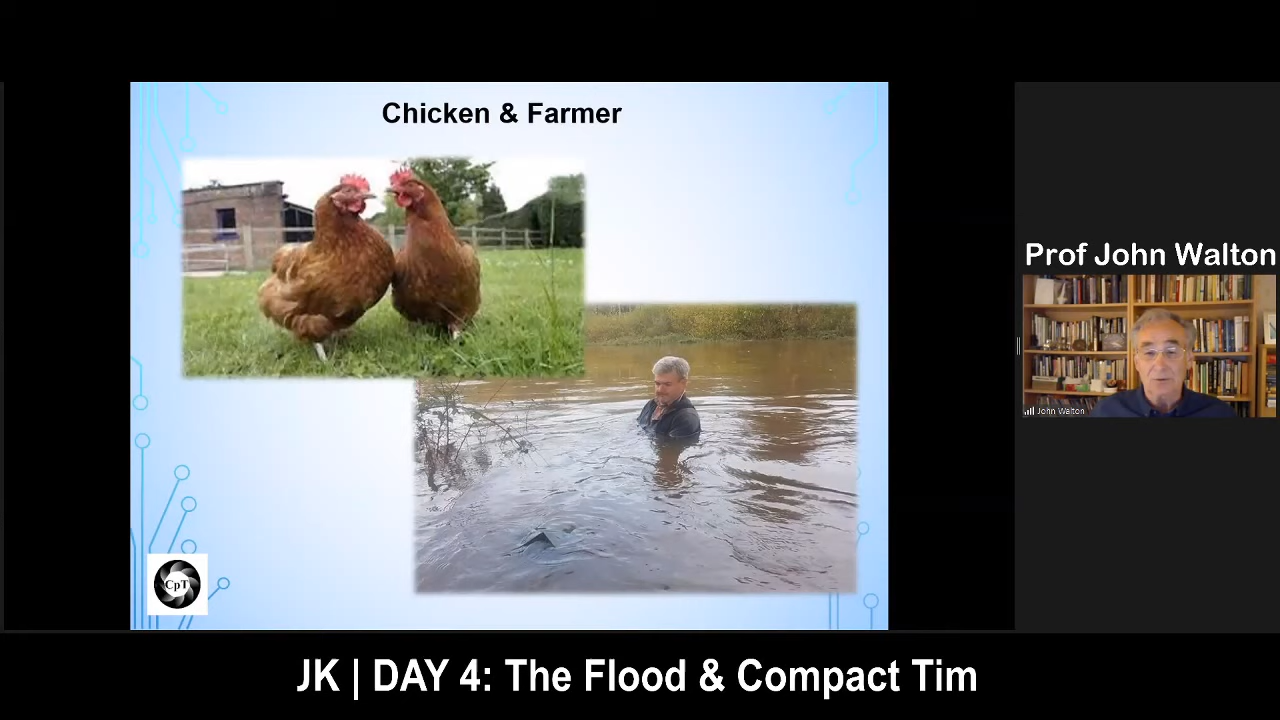 Chicken & Farmer
Prof John Walton
John Walton
CpT
JK | DAY 4: The Flood & Compact Tim